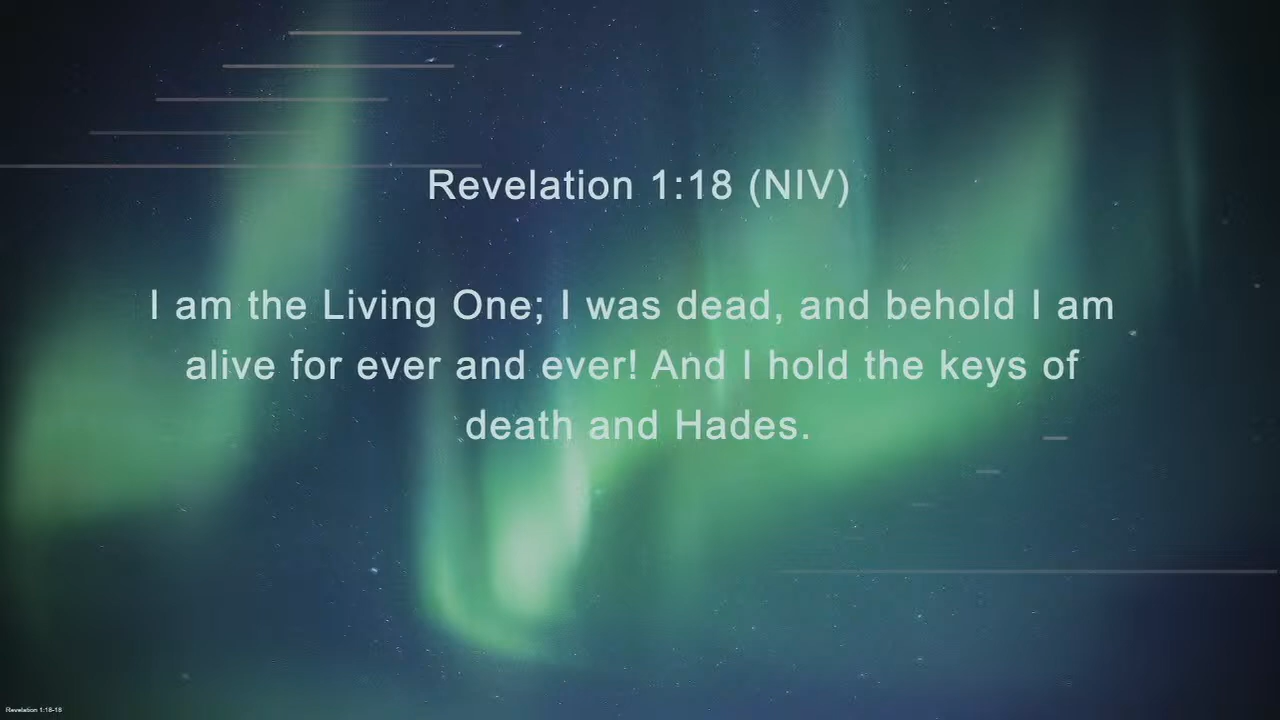 Revelation 1:18 (NIV)
I am the Living One; I was dead, and behold I am
alive for ever and ever! And I hold the keys of
death and Hades.
Revelation 1:18-18